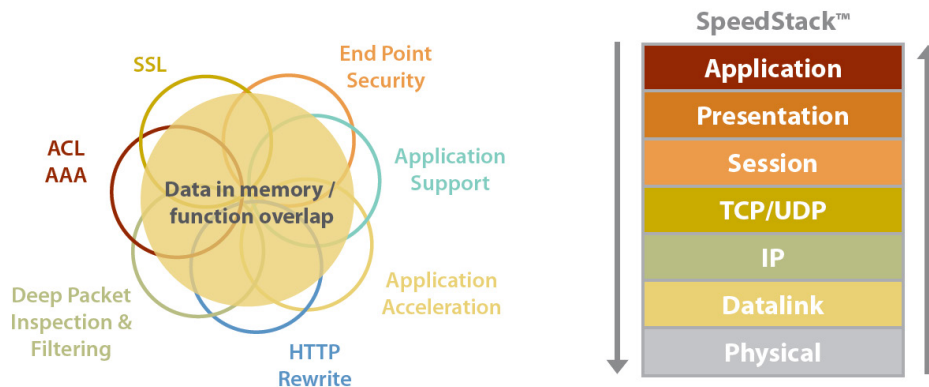 SSL
End Point
Security
ACL
AAA
Application
Support
Data in memory /
function overlap
Deep Packet
Inspection &
Filtering
Application
Acceleration
HTTP
Rewrite
SpeedStack™
Application
Presentation
Session
TCP/UDP
IP
Datalink
Physical